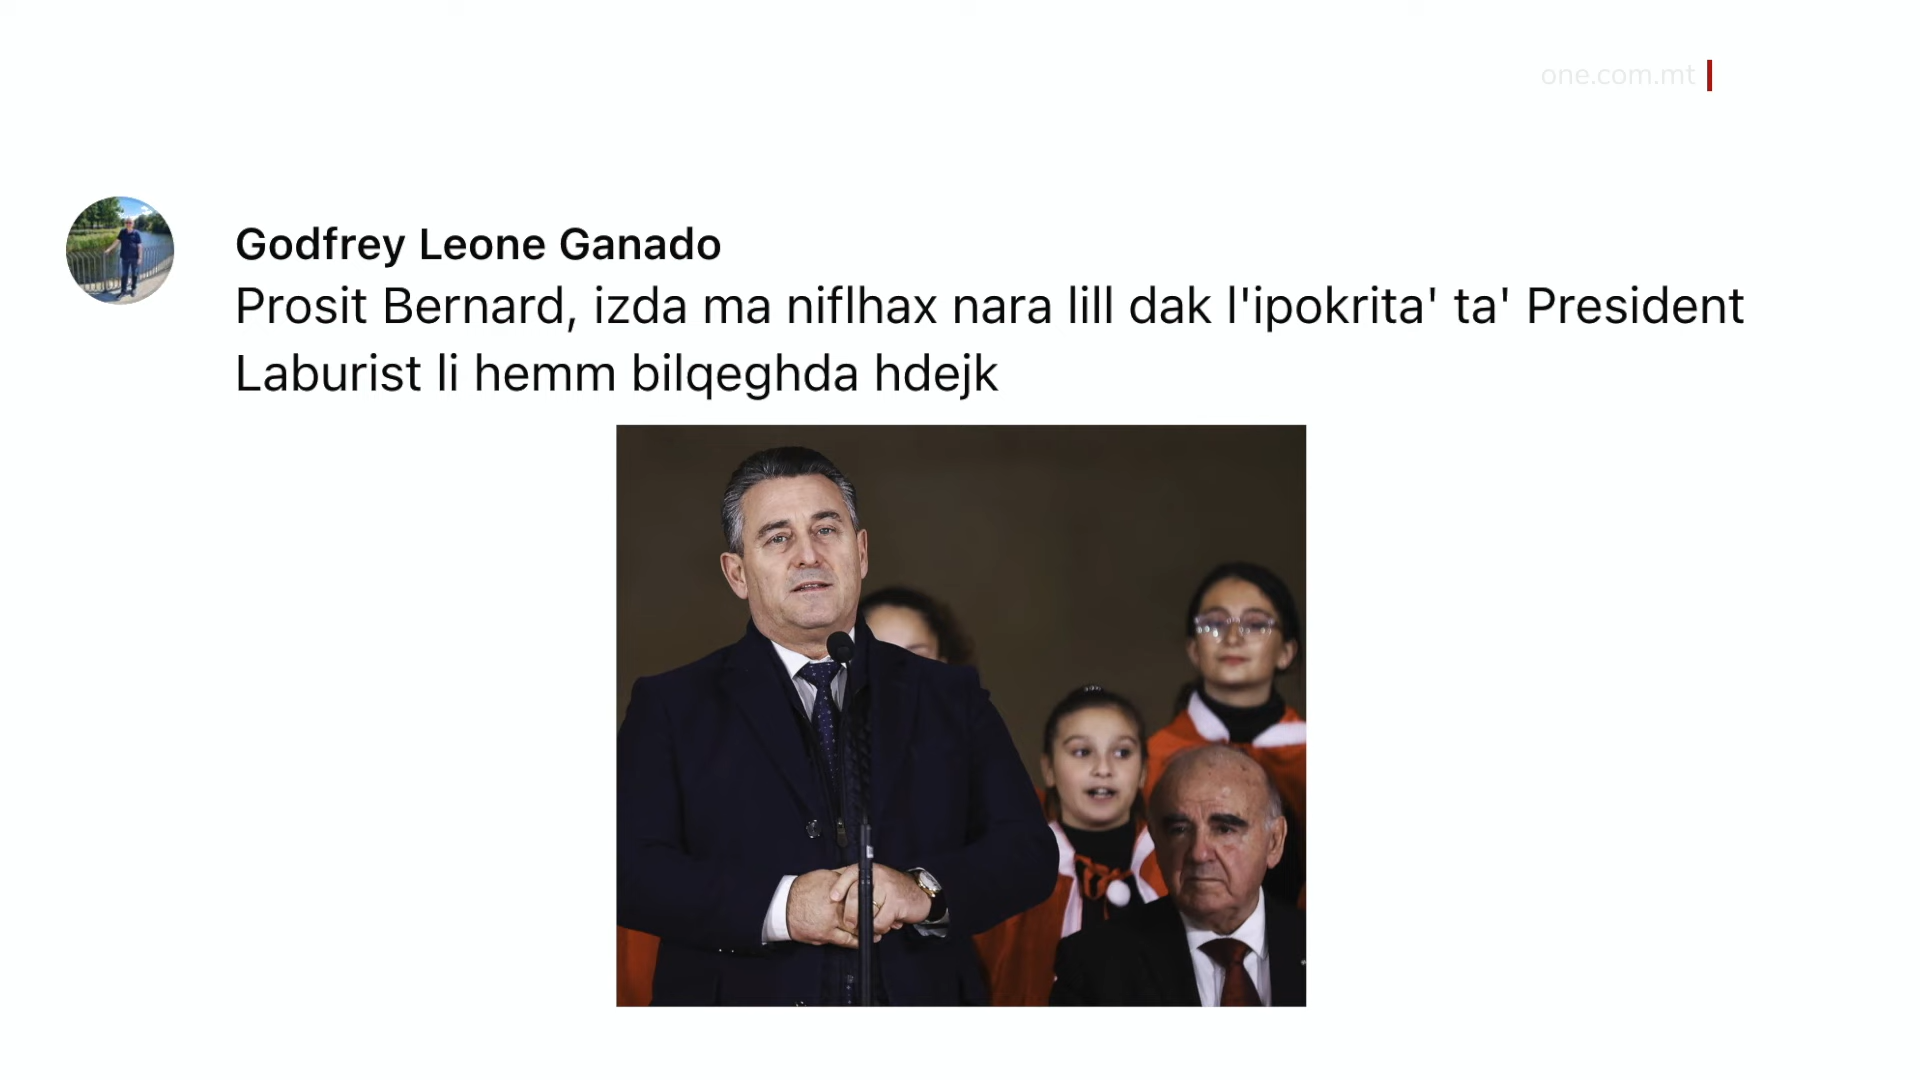 one.com.mt
Godfrey Leone Ganado
Prosit Bernard, izda ma niflhax nara lill dak l'ipokrita' ta' President
Laburist li hemm bilqeghda hdejk